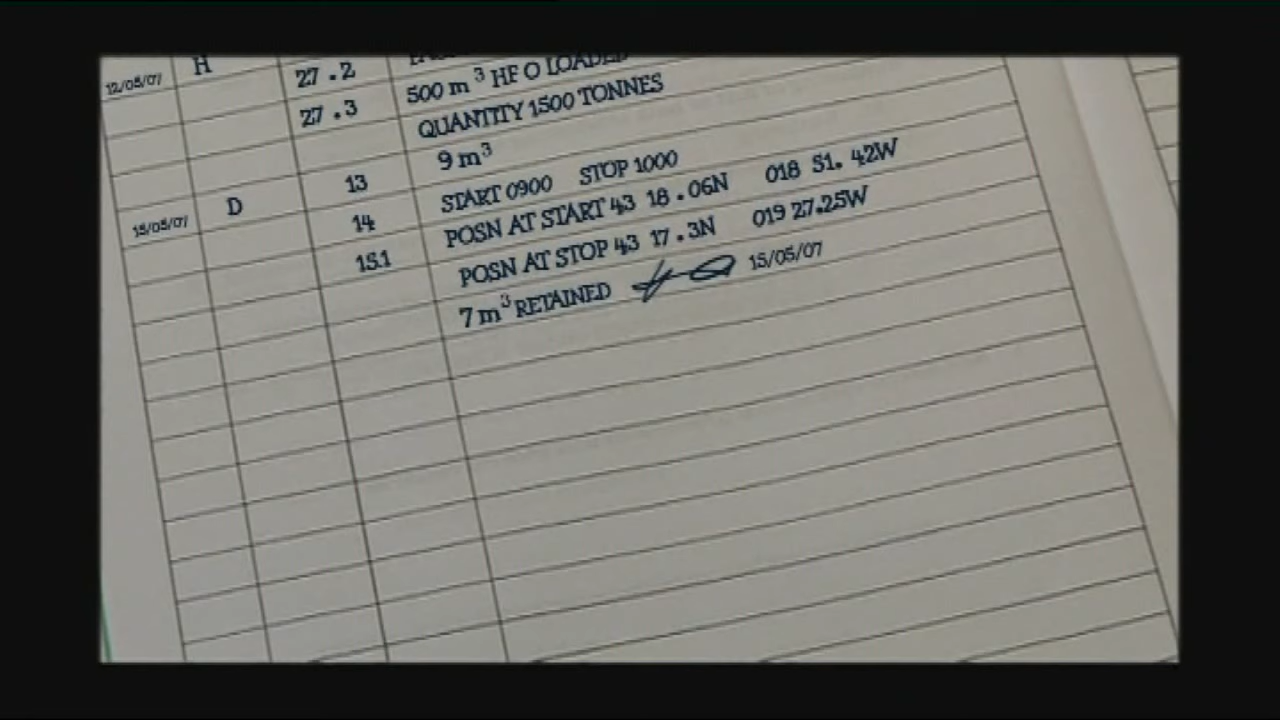 12/05/07 H 27.2
500 m³ HFO LOADED
27.3 QUANTITY 1500 TONNES
15/05/07 D 13 9 m³
14 START 0900 STOP 1000
15.1 POSN AT START 43 18.06N 018 51.42W
POSN AT STOP 43 17.3N 019 27.25W
7 m³ RETAINED 15/05/07